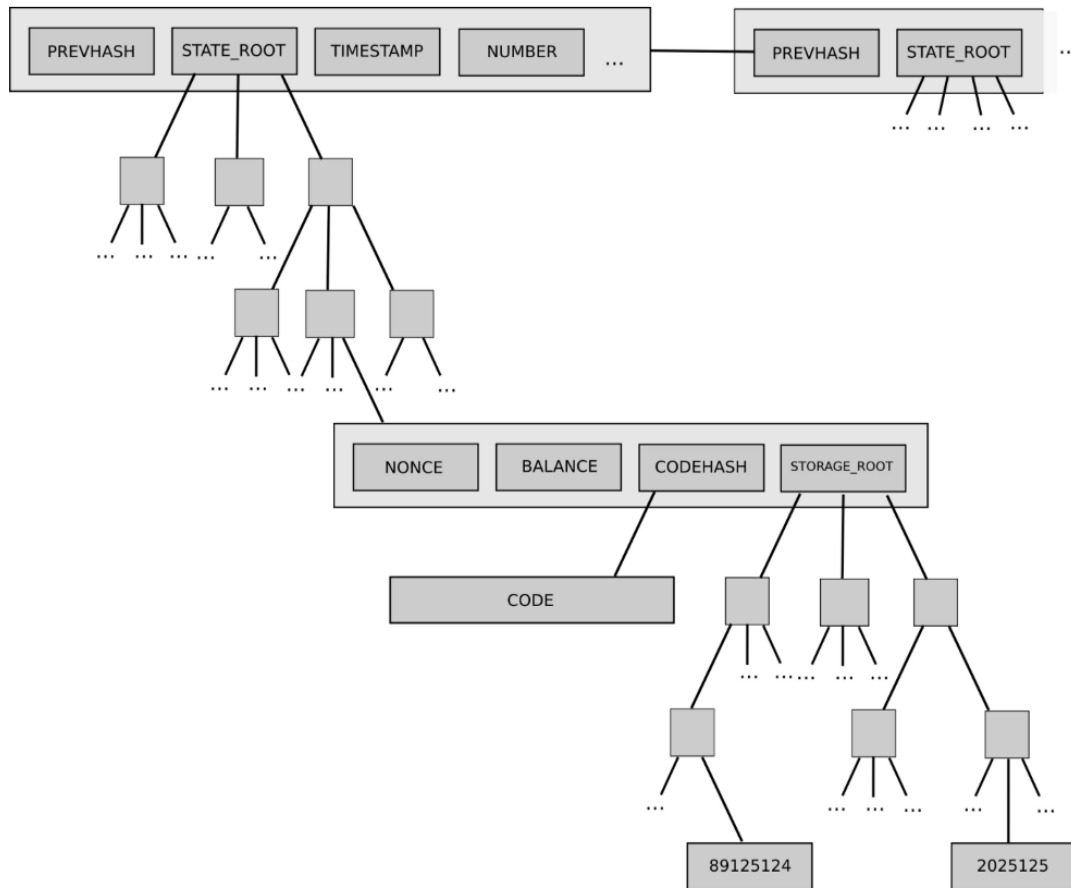 PREVHASH STATE_ROOT TIMESTAMP NUMBER ... PREVHASH STATE_ROOT ...
... ... ... ...
... ... ... ... ...
... ... ... ... ... ... ...
NONCE BALANCE CODEHASH STORAGE_ROOT
CODE
... ... ... ... ...
... ... ... ... ... ...
89125124 2025125